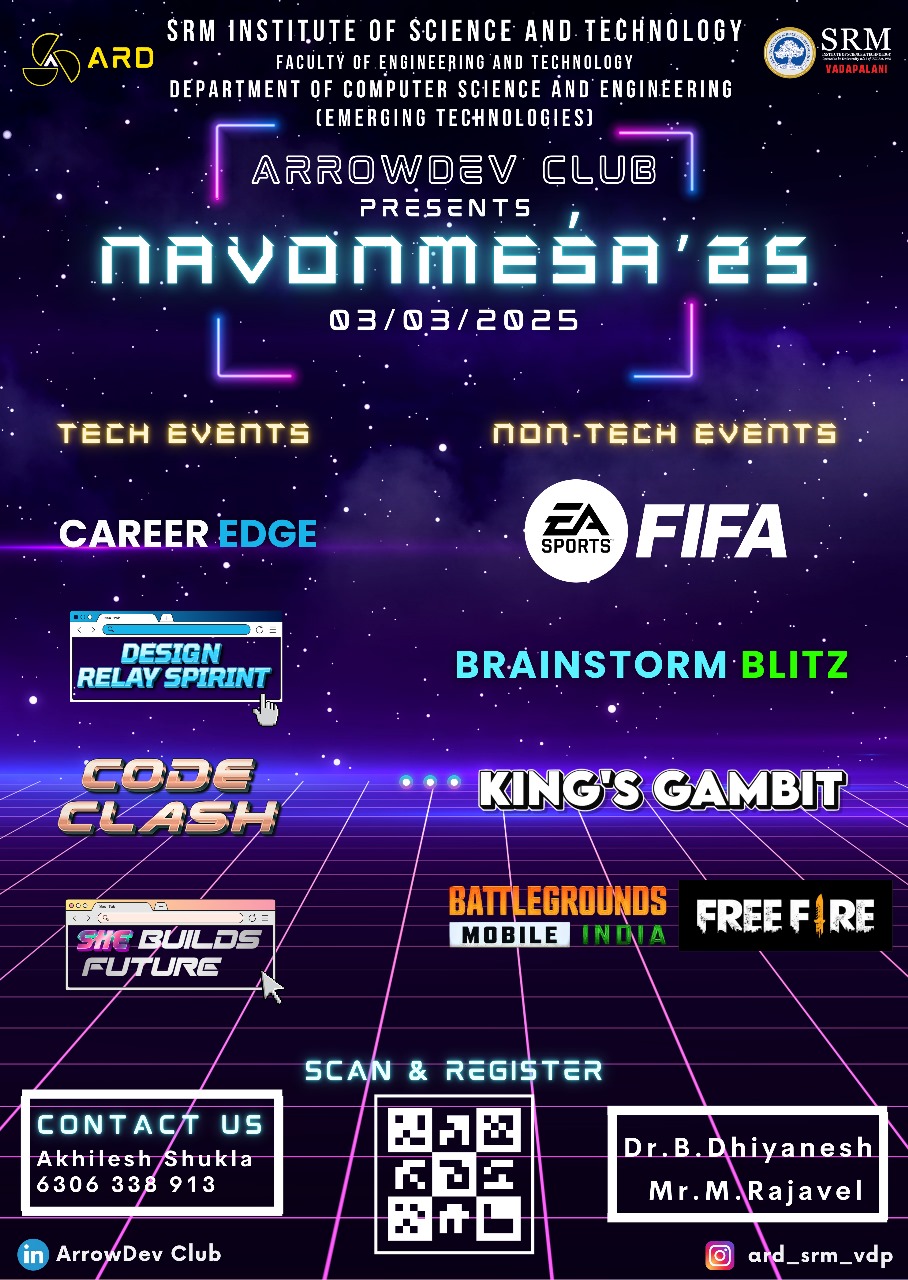 ARD
SRM INSTITUTE OF SCIENCE AND TECHNOLOGY
FACULTY OF ENGINEERING AND TECHNOLOGY
DEPARTMENT OF COMPUTER SCIENCE AND ENGINEERING
(EMERGING TECHNOLOGIES)
SRM
VADAPALANI
ARROWDEV CLUB
PRESENTS
NAVONMEŚA'25
03/03/2025
TECH EVENTS
CAREER EDGE
DESIGN
RELAY SPIRINT
CODE
CLASH
SHE BUILDS
FUTURE
NON-TECH EVENTS
EA
SPORTS
FIFA
BRAINSTORM BLITZ
KING'S GAMBIT
BATTLEGROUNDS
MOBILE INDIA
FREE FIRE
SCAN & REGISTER
CONTACT US
Akhilesh Shukla
6306 338 913
Dr.B.Dhiyanesh
Mr.M.Rajavel
in ArrowDev Club
ard_srm_vdp